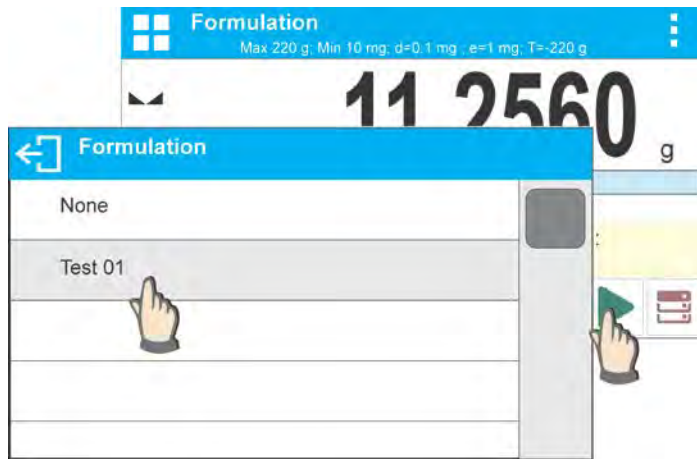 Formulation
Max 220 g; Min 10 mg; d=0.1 mg ; e=1 mg; T=-220 g
11.2560
g
Formulation
None
:
Test 01